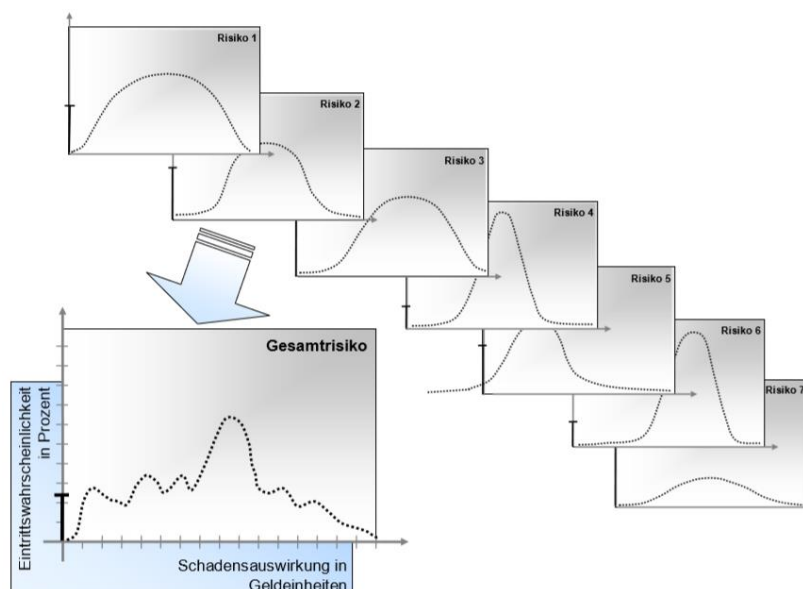 Risiko 1
Risiko 2
Risiko 3
Risiko 4
Risiko 5
Risiko 6
Risiko 7
Gesamtrisiko
Eintrittswahrscheinlichkeit
in Prozent
Schadensauswirkung in
Geldeinheiten